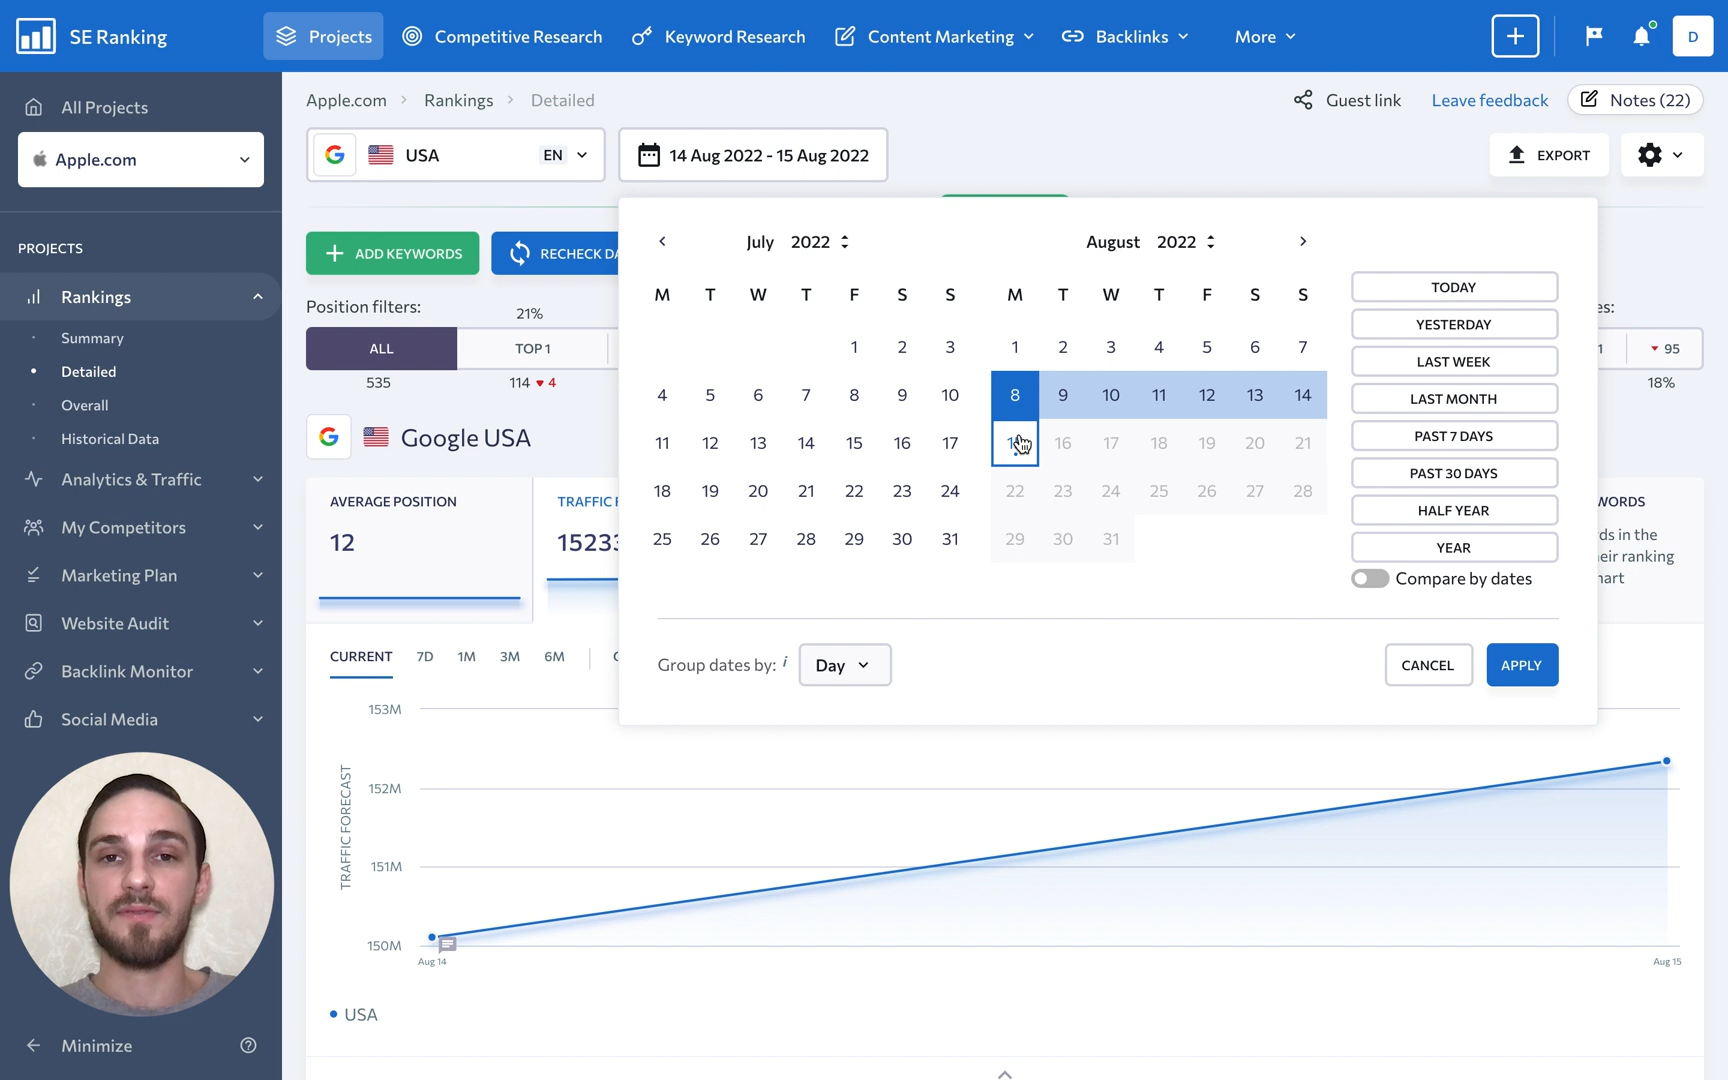 SE Ranking
Projects
Competitive Research
Keyword Research
Content Marketing
Backlinks
More
D
All Projects
Apple.com
PROJECTS
Rankings
Summary
Detailed
Overall
Historical Data
Analytics & Traffic
My Competitors
Marketing Plan
Website Audit
Backlink Monitor
Social Media
Minimize
Apple.com > Rankings > Detailed
Guest link
Leave feedback
Notes (22)
USA EN
14 Aug 2022 - 15 Aug 2022
EXPORT
ADD KEYWORDS
RECHECK DA
Position filters:
21%
ALL
TOP 1
535
114 4
1
95
18%
es:
Google USA
AVERAGE POSITION
12
TRAFFIC F
15233
WORDS
ds in the
eir ranking
hart
CURRENT 7D 1M 3M 6M
July 2022
M T W T F S S
1 2 3
4 5 6 7 8 9 10
11 12 13 14 15 16 17
18 19 20 21 22 23 24
25 26 27 28 29 30 31
August 2022
M T W T F S S
1 2 3 4 5 6 7
8 9 10 11 12 13 14
16 17 18 19 20 21
22 23 24 25 26 27 28
29 30 31
TODAY
YESTERDAY
LAST WEEK
LAST MONTH
PAST 7 DAYS
PAST 30 DAYS
HALF YEAR
YEAR
Compare by dates
Group dates by: i
Day
CANCEL
APPLY
TRAFFIC FORECAST
153M
152M
151M
150M
Aug 14
Aug 15
USA